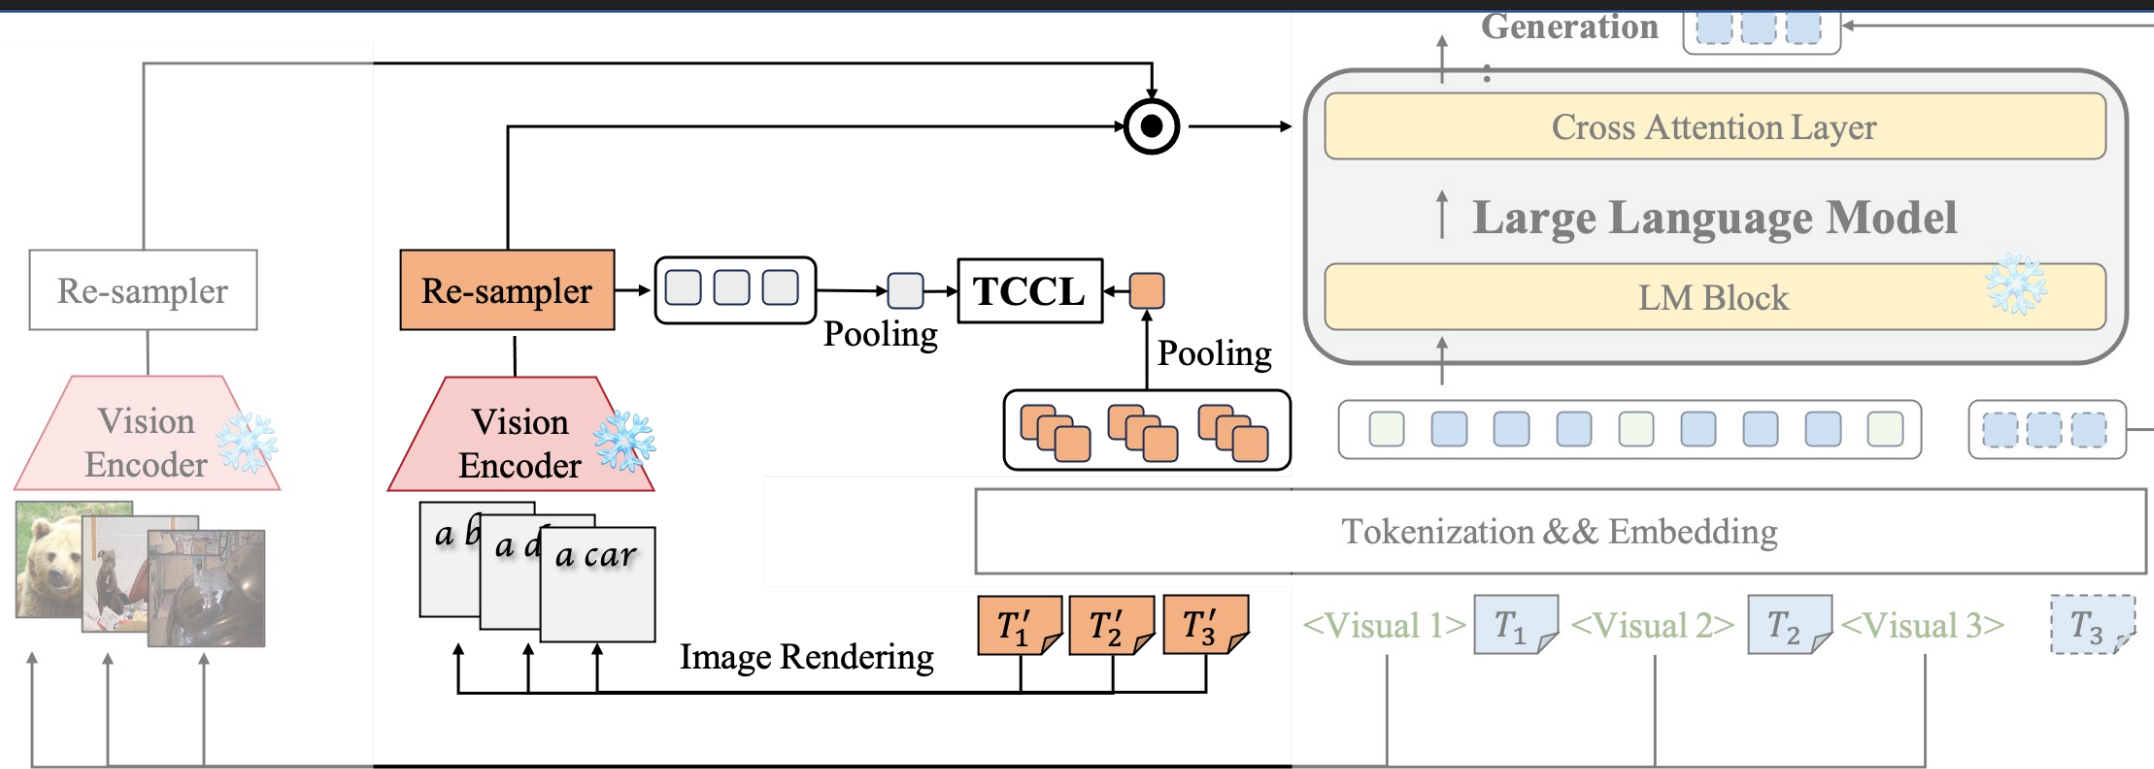 Generation
:
Cross Attention Layer
Large Language Model
LM Block
Re-sampler
Re-sampler
TCCL
Pooling
Pooling
Vision
Encoder
Vision
Encoder
a b
a d
a car
Tokenization && Embedding
T′₁
T′₂
T′₃
<Visual 1>
T₁
<Visual 2>
T₂
<Visual 3>
T₃
Image Rendering